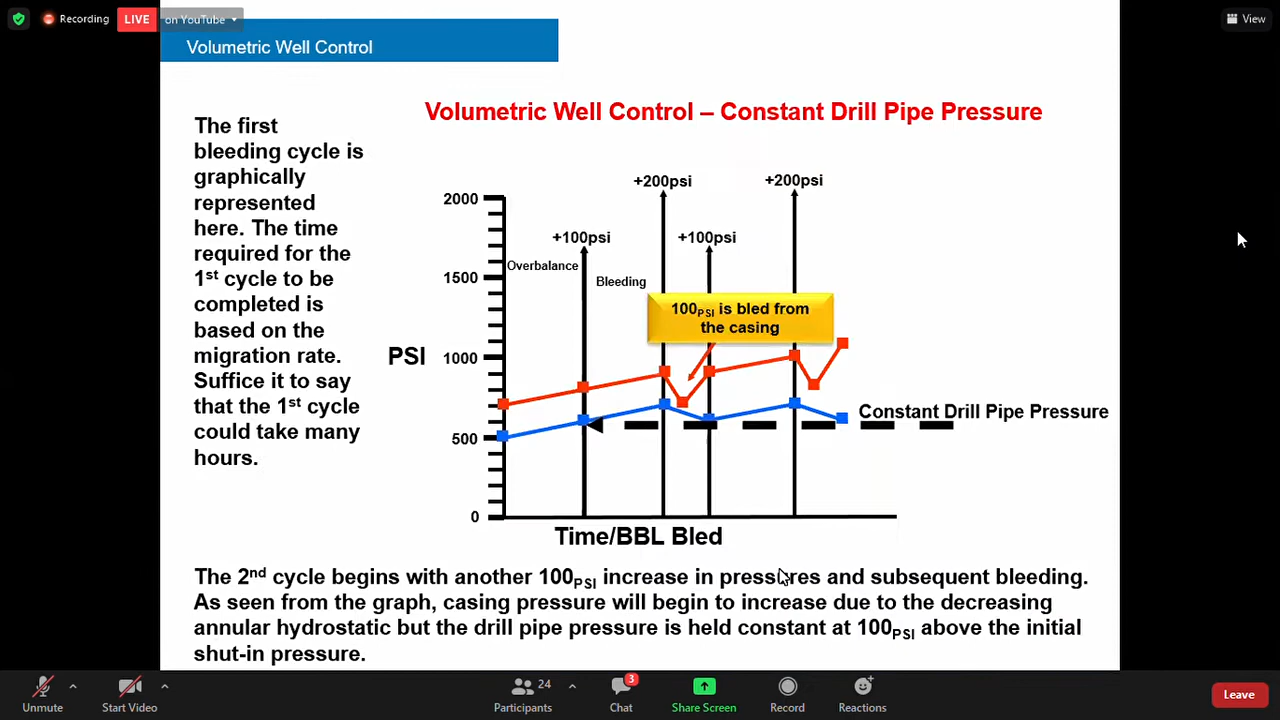 Recording
LIVE
on YouTube
View
Volumetric Well Control
Volumetric Well Control – Constant Drill Pipe Pressure
The first
bleeding cycle is
graphically
represented
here. The time
required for the
1st cycle to be
completed is
based on the
migration rate.
Suffice it to say
that the 1st cycle
could take many
hours.
+200psi
+200psi
2000
+100psi
+100psi
Overbalance
1500
Bleeding
100PSI is bled from
the casing
PSI
1000
Constant Drill Pipe Pressure
500
0
Time/BBL Bled
The 2nd cycle begins with another 100PSI increase in pressures and subsequent bleeding.
As seen from the graph, casing pressure will begin to increase due to the decreasing
annular hydrostatic but the drill pipe pressure is held constant at 100PSI above the initial
shut-in pressure.
24
3
Unmute
Start Video
Participants
Chat
Share Screen
Record
Reactions
Leave